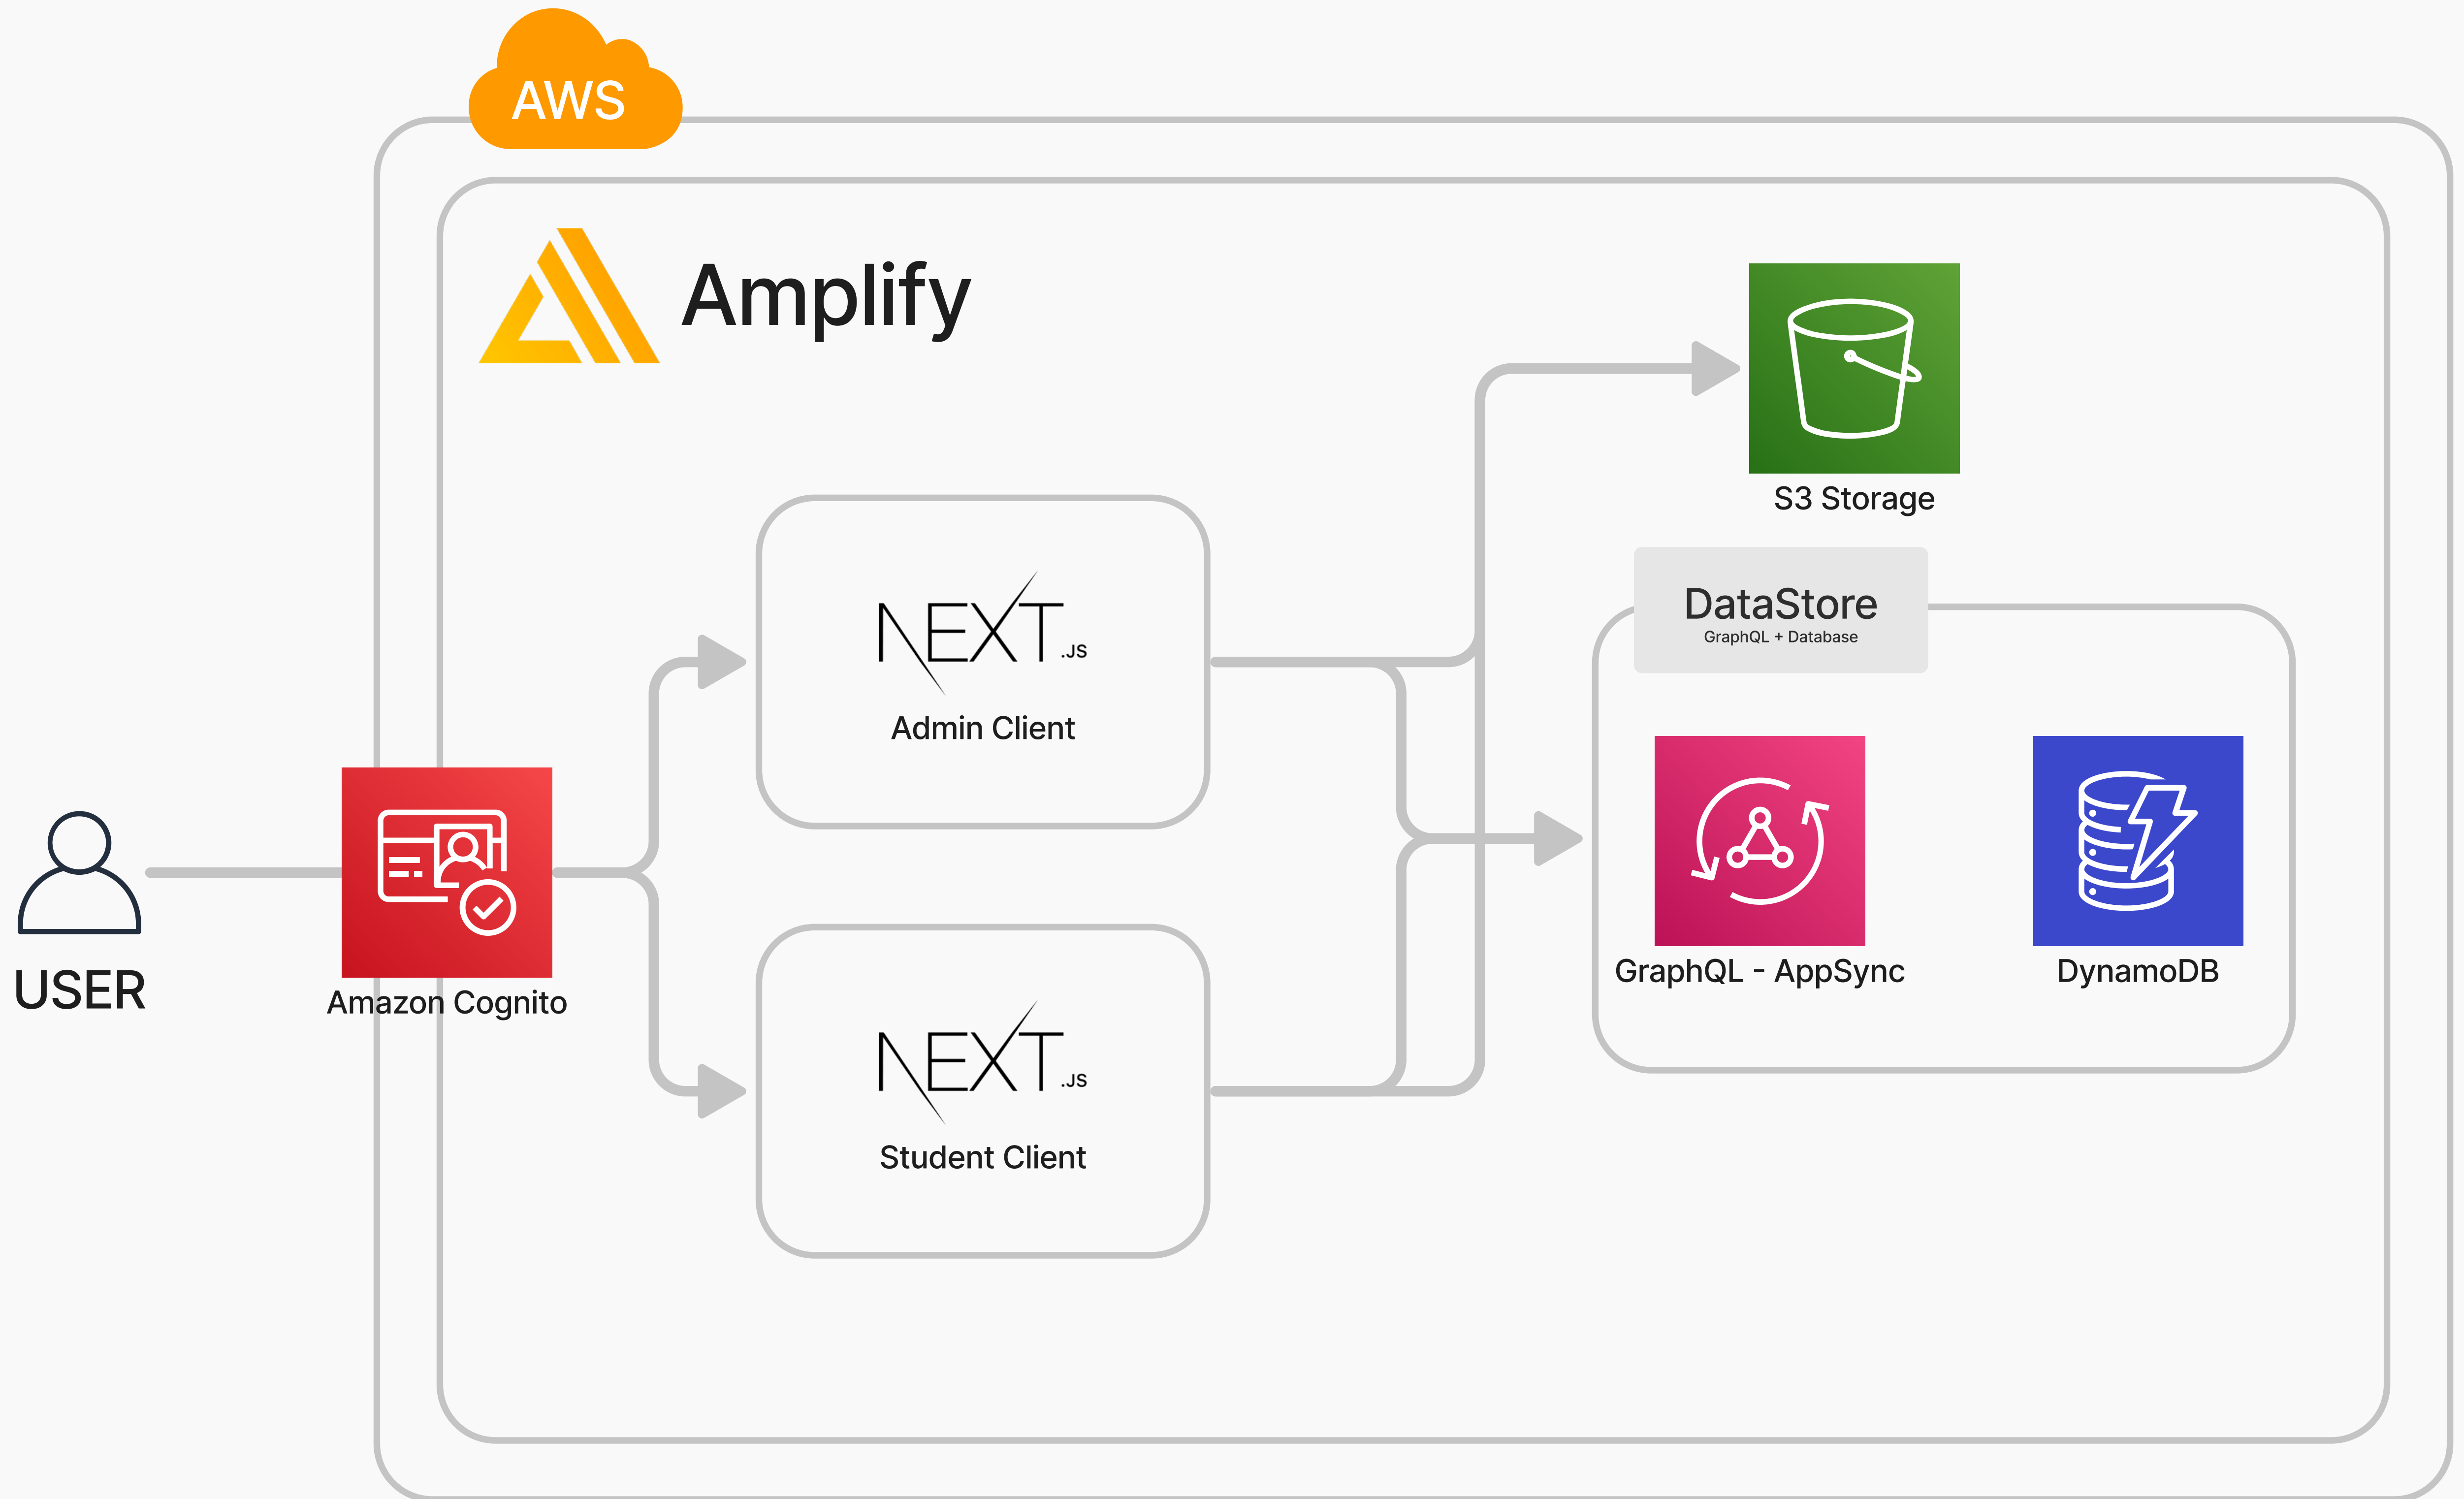 AWS
Amplify
S3 Storage
DataStore
GraphQL + Database
NEXT.JS
Admin Client
GraphQL - AppSync
DynamoDB
USER
Amazon Cognito
NEXT.JS
Student Client